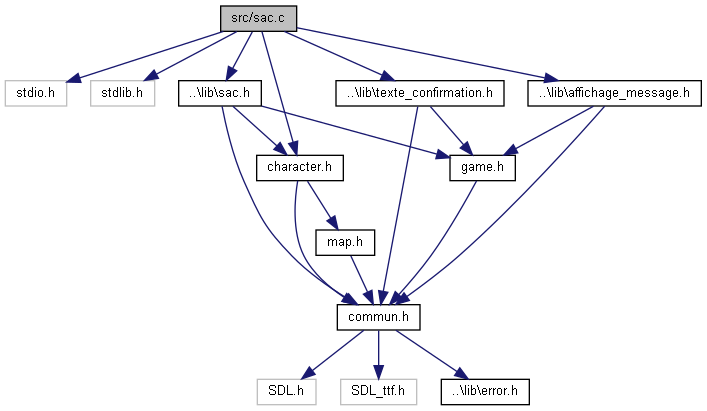 src/sac.c
stdio.h
stdlib.h
..\lib\sac.h
..\lib\texte_confirmation.h
..\lib\affichage_message.h
character.h
game.h
map.h
commun.h
SDL.h
SDL_ttf.h
..\lib\error.h